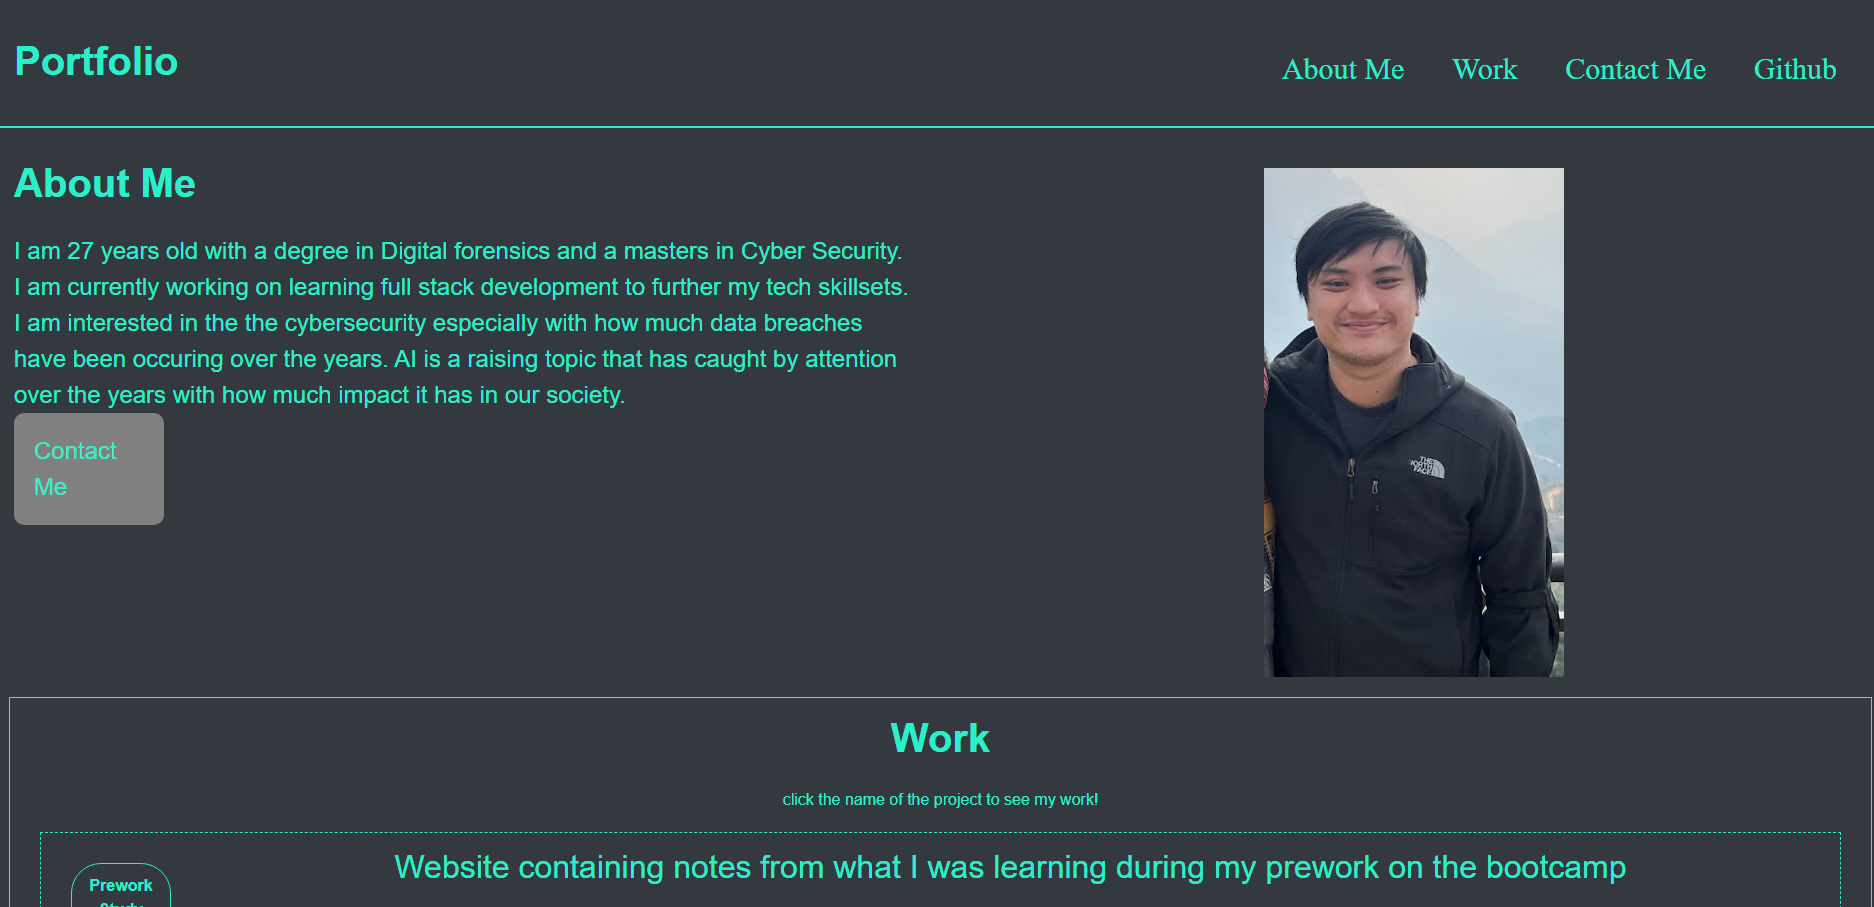 Portfolio
About Me Work Contact Me Github
About Me
I am 27 years old with a degree in Digital forensics and a masters in Cyber Security.
I am currently working on learning full stack development to further my tech skillsets.
I am interested in the the cybersecurity especially with how much data breaches
have been occuring over the years. AI is a raising topic that has caught by attention
over the years with how much impact it has in our society.
Contact
Me
THE
NORTH
FACE
Work
click the name of the project to see my work!
Website containing notes from what I was learning during my prework on the bootcamp
Prework
Study